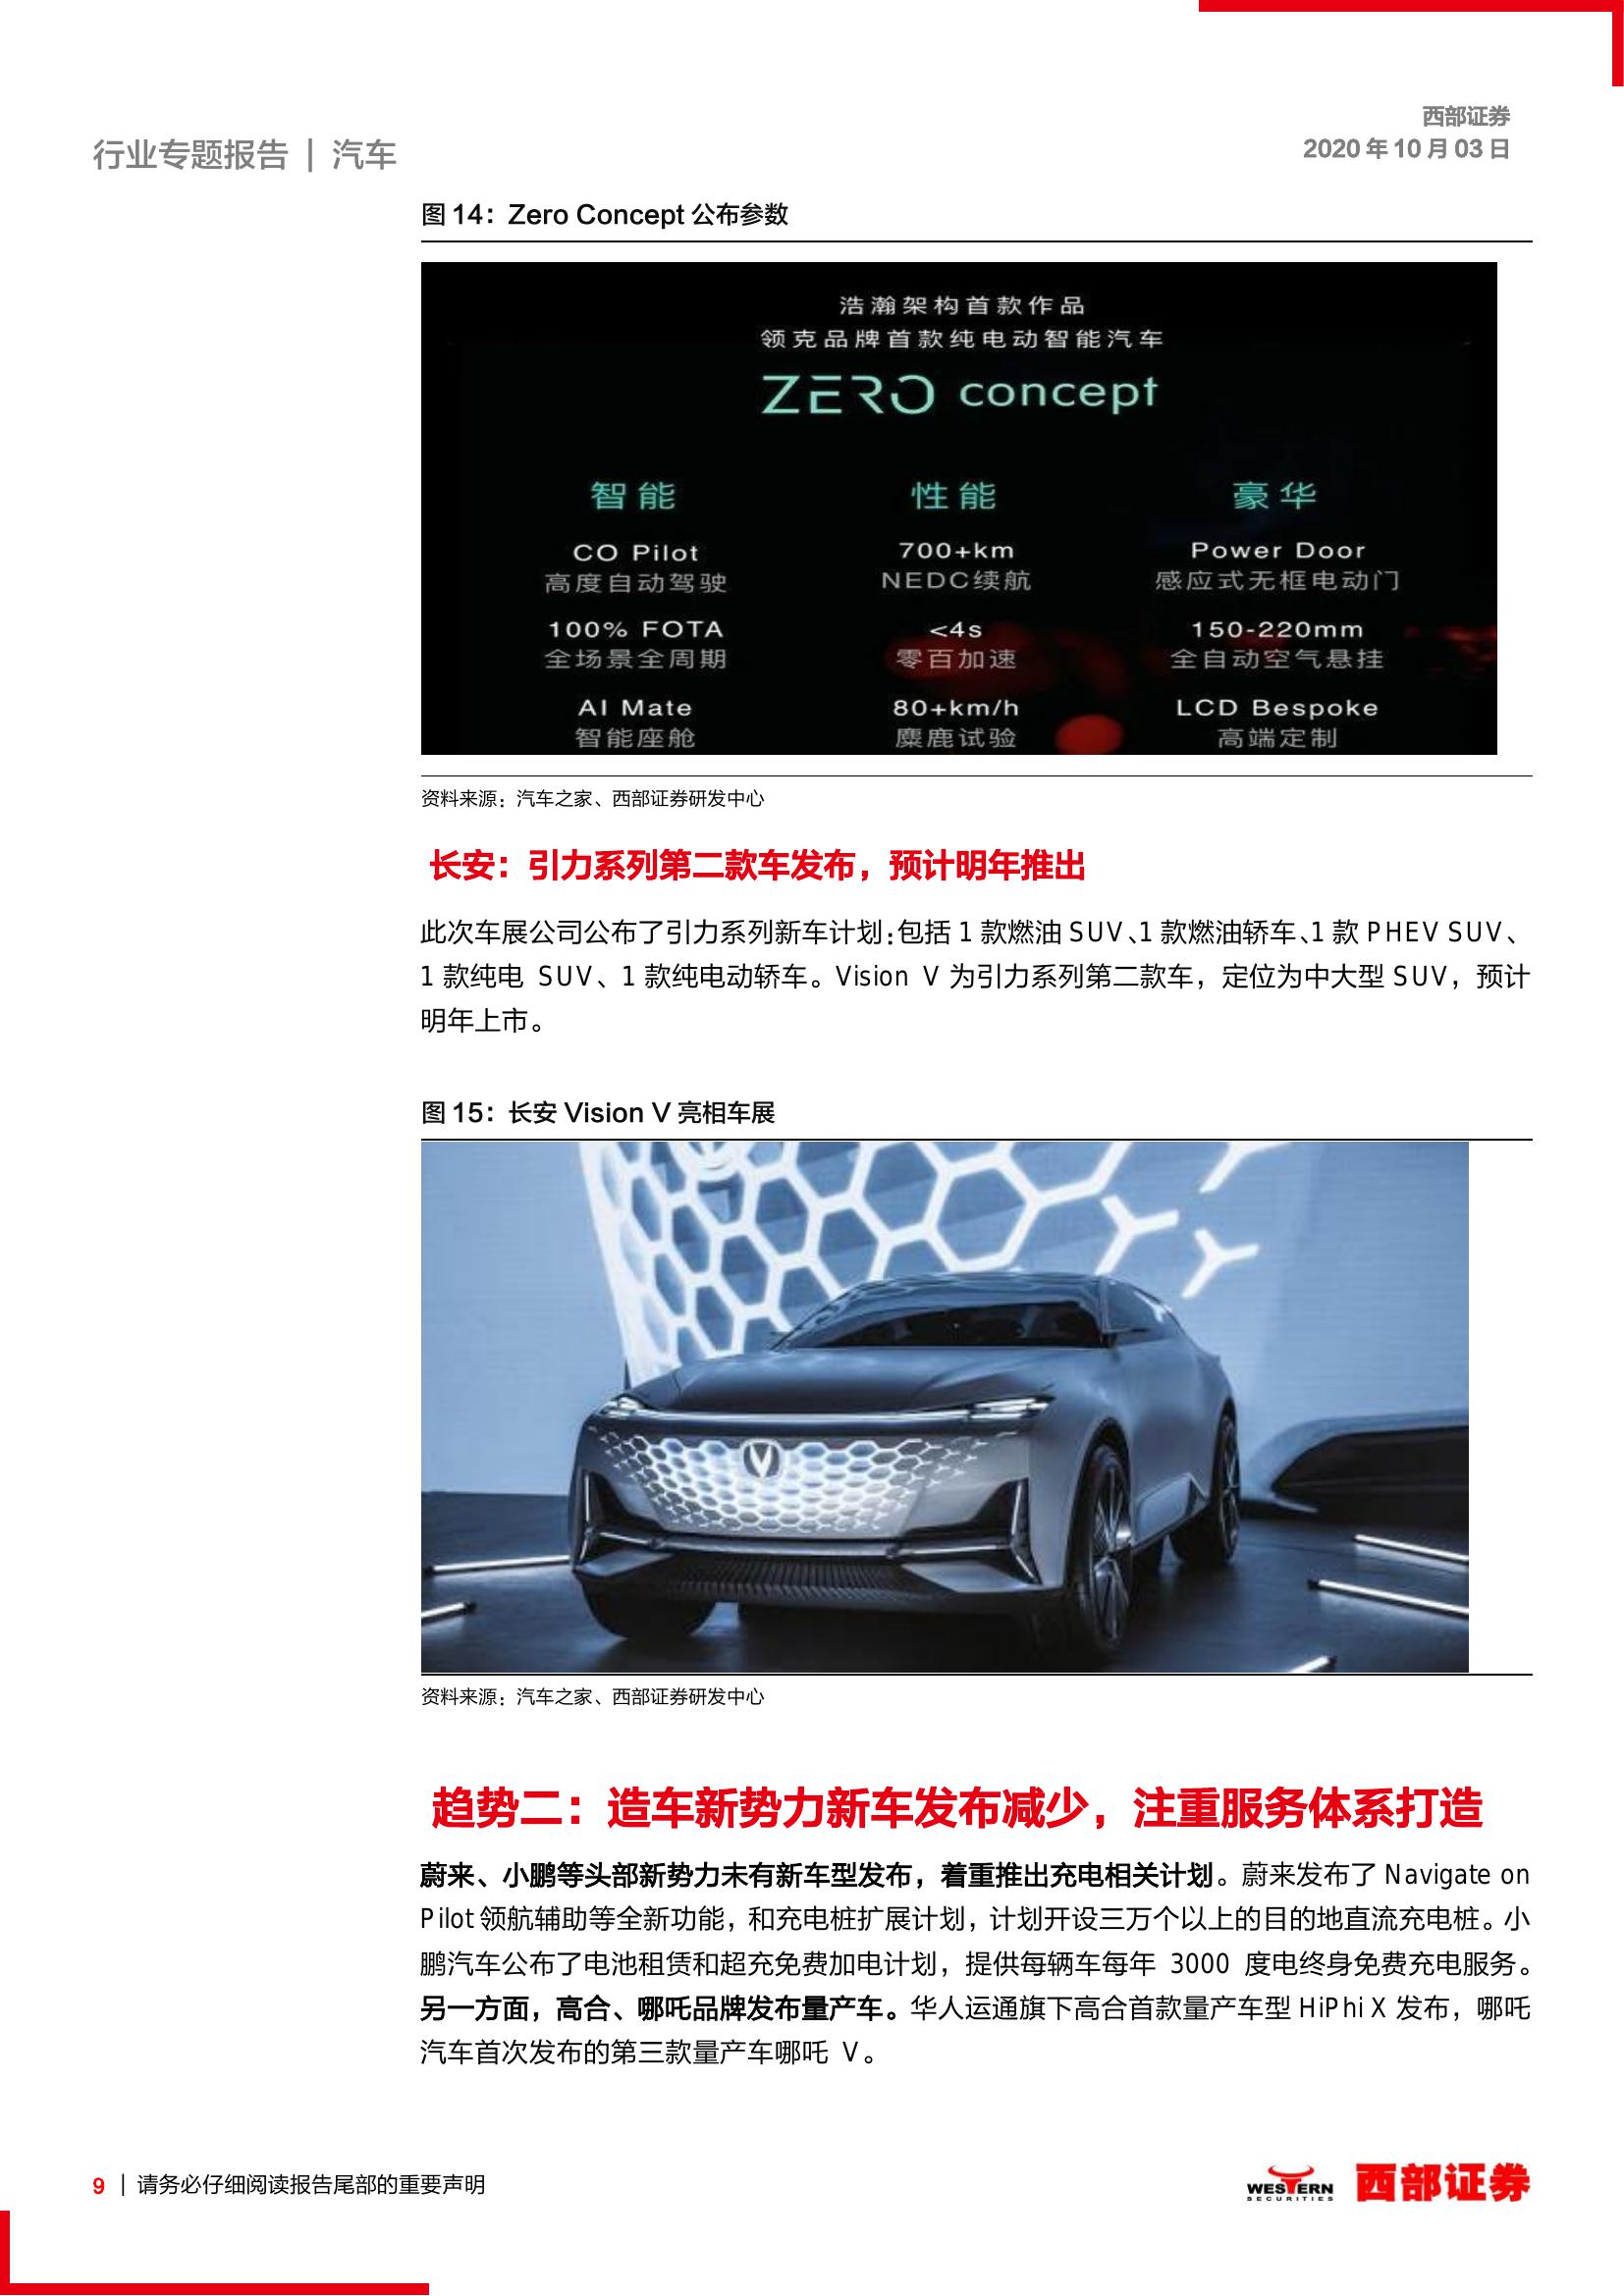 西部证券
2020 年 10 月 03 日
行业专题报告 | 汽车
图 14：Zero Concept 公布参数
浩瀚架构首款作品
领克品牌首款纯电动智能汽车
ZERO concept
智能 性能 豪华
CO Pilot 700+km Power Door
高度自动驾驶 NEDC续航 感应式无框电动门
100% FOTA <4s 150-220mm
全场景全周期 零百加速 全自动空气悬挂
AI Mate 80+km/h LCD Bespoke
智能座舱 麋鹿试验 高端定制
资料来源：汽车之家、西部证券研发中心
长安：引力系列第二款车发布，预计明年推出
此次车展公司公布了引力系列新车计划：包括 1 款燃油 SUV、1 款燃油轿车、1 款 PHEV SUV、
1 款纯电 SUV、1 款纯电动轿车。Vision V 为引力系列第二款车，定位为中大型 SUV，预计
明年上市。
图 15：长安 Vision V 亮相车展
资料来源：汽车之家、西部证券研发中心
趋势二：造车新势力新车发布减少，注重服务体系打造
蔚来、小鹏等头部新势力未有新车型发布，着重推出充电相关计划。蔚来发布了 Navigate on
Pilot 领航辅助等全新功能，和充电桩扩展计划，计划开设三万个以上的目的地直流充电桩。小
鹏汽车公布了电池租赁和超充免费加电计划，提供每辆车每年 3000 度电终身免费充电服务。
另一方面，高合、哪吒品牌发布量产车。华人运通旗下高合首款量产车型 HiPhi X 发布，哪吒
汽车首次发布的第三款量产车哪吒 V。
9 | 请务必仔细阅读报告尾部的重要声明
WESTERN
SECURITIES
西部证券